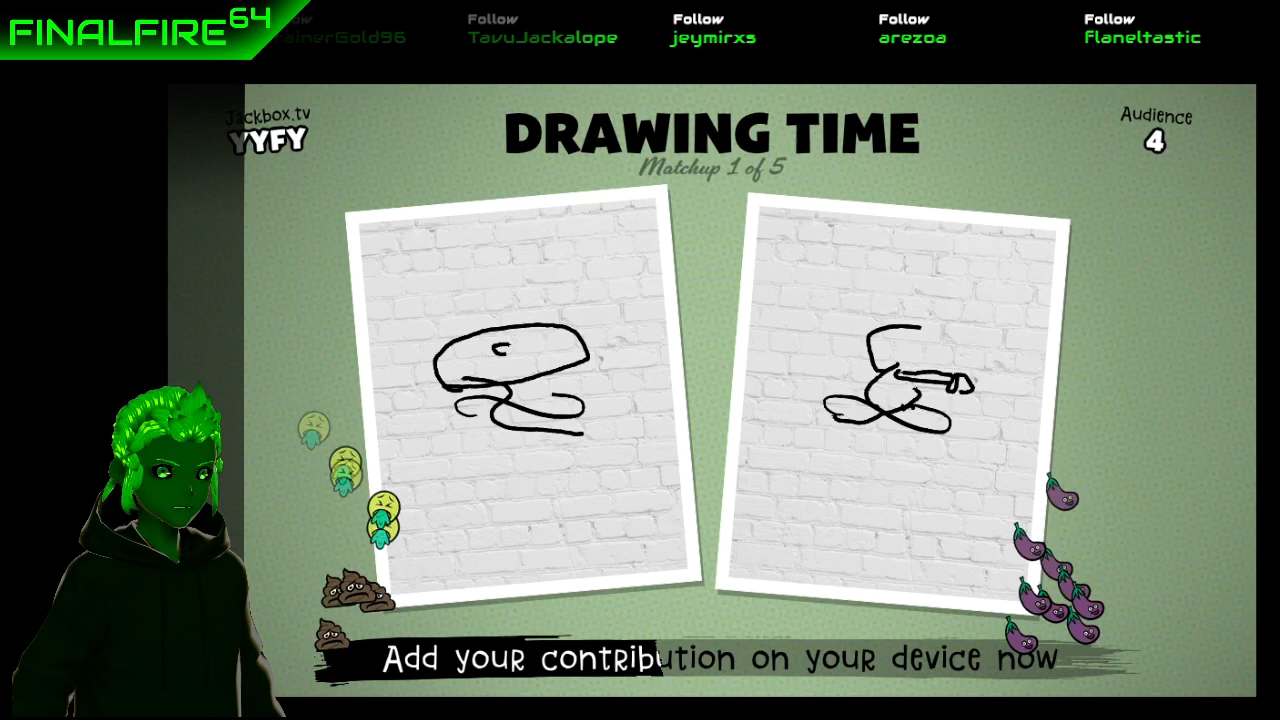 FINALFIRE64
Follow Follow Follow Follow
TavuJackalope jeymirxs arezoa Flaneltastic
Jackbox.tv
YYFY
DRAWING TIME
Matchup 1 of 5
Audience
4
Add your contribution on your device now